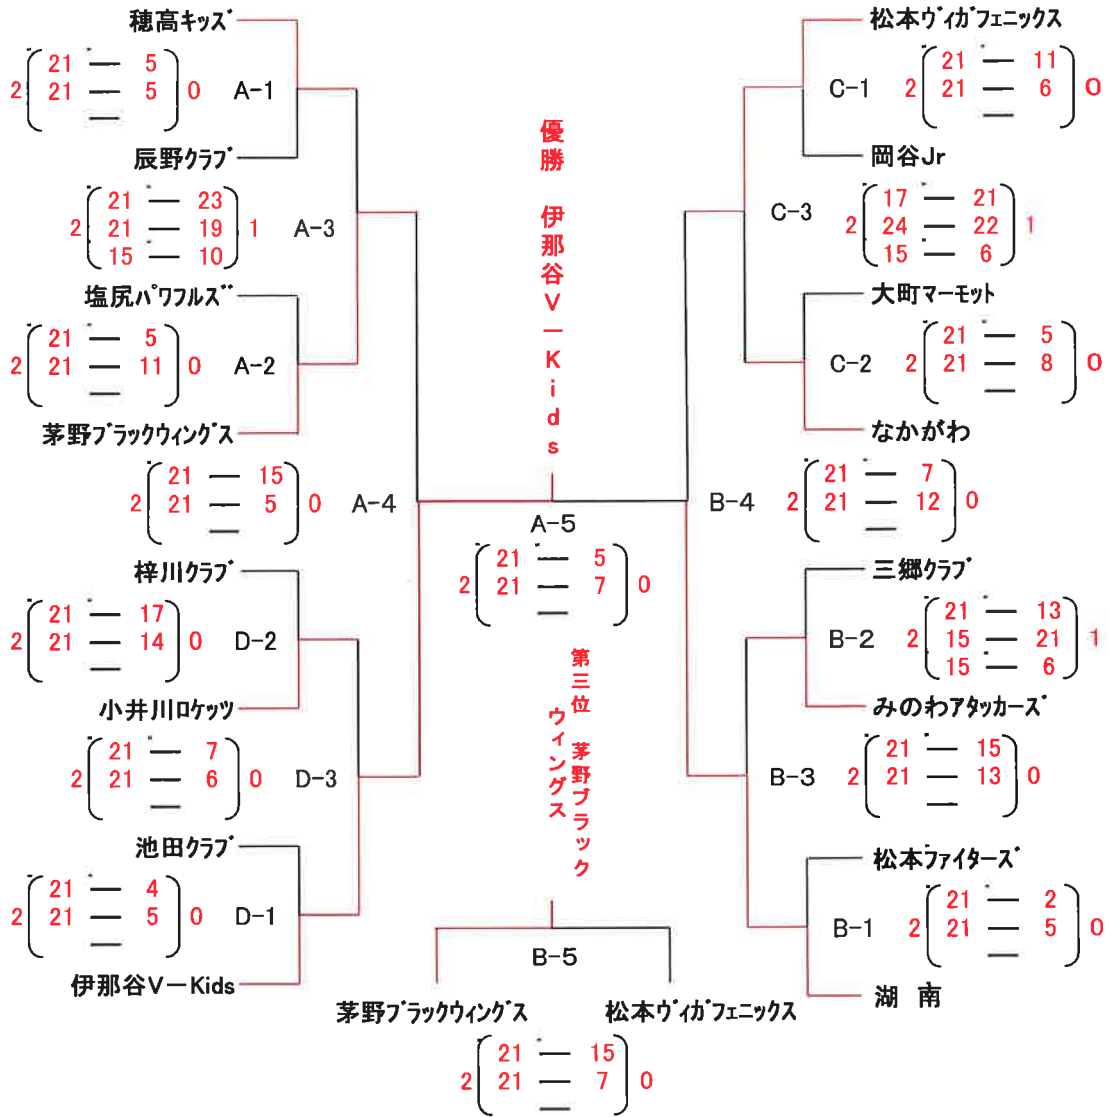 穂高キッズ
2 21 — 5 0
21 — 5
—
A-1
辰野クラブ
2 21 — 23 1
21 — 19
15 — 10
A-3
塩尻パワフルズ
2 21 — 5 0
21 — 11
—
A-2
茅野ブラックウィングス
2 21 — 15 0
21 — 5
—
A-4
梓川クラブ
2 21 — 17 0
21 — 14
—
D-2
小井川ロケッツ
2 21 — 7 0
21 — 6
—
D-3
池田クラブ
2 21 — 4 0
21 — 5
—
D-1
伊那谷V－Kids
優勝 伊那谷V－Kids
A-5
2 21 — 5 0
21 — 7
—
第三位 茅野ブラック
ウィングス
B-5
茅野ブラックウィングス
松本ヴィガフェニックス
2 21 — 15 0
21 — 7
—
松本ヴィガフェニックス
C-1
2 21 — 11 0
21 — 6
—
岡谷Jr
C-3
2 17 — 21 1
24 — 22
15 — 6
大町マーモット
C-2
2 21 — 5 0
21 — 8
—
なかがわ
B-4
2 21 — 7 0
21 — 12
—
三郷クラブ
B-2
2 21 — 13 1
15 — 21
15 — 6
みのわアタッカーズ
B-3
2 21 — 15 0
21 — 13
—
松本ファイターズ
B-1
2 21 — 2 0
21 — 5
—
湖 南